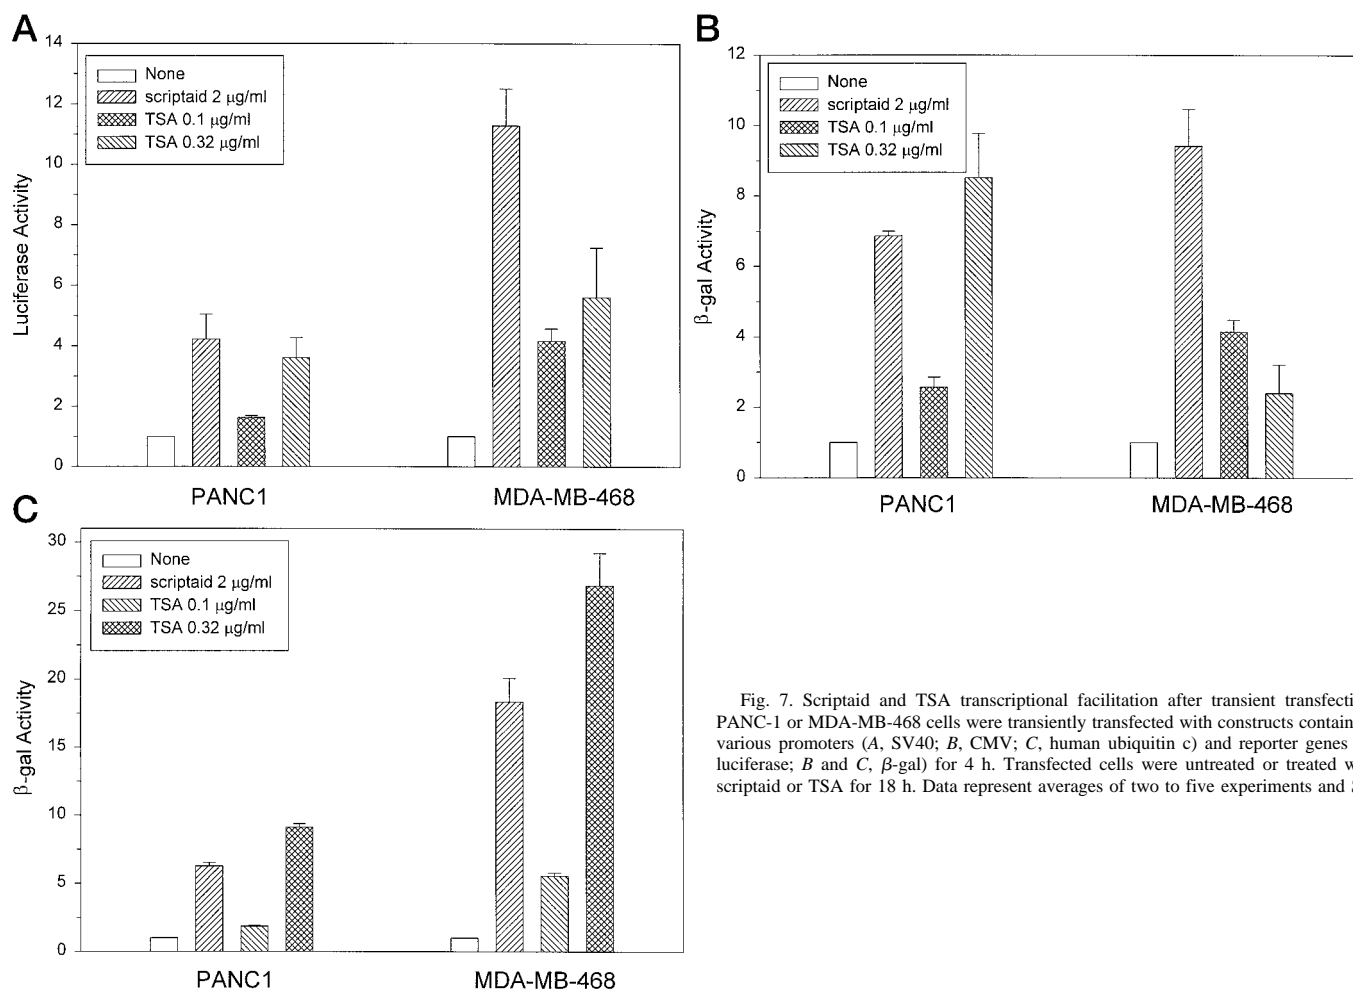 A
14
12
10
8
6
4
2
0
Luciferase Activity
None
scriptaid 2 μg/ml
TSA 0.1 μg/ml
TSA 0.32 μg/ml
PANC1
MDA-MB-468
B
12
10
8
6
4
2
0
β-gal Activity
None
scriptaid 2 μg/ml
TSA 0.1 μg/ml
TSA 0.32 μg/ml
PANC1
MDA-MB-468
C
30
25
20
15
10
5
0
β-gal Activity
None
scriptaid 2 μg/ml
TSA 0.1 μg/ml
TSA 0.32 μg/ml
PANC1
MDA-MB-468
Fig. 7. Scriptaid and TSA transcriptional facilitation after transient transfecti
PANC-1 or MDA-MB-468 cells were transiently transfected with constructs contain
various promoters (A, SV40; B, CMV; C, human ubiquitin c) and reporter genes
luciferase; B and C, β-gal) for 4 h. Transfected cells were untreated or treated w
scriptaid or TSA for 18 h. Data represent averages of two to five experiments and